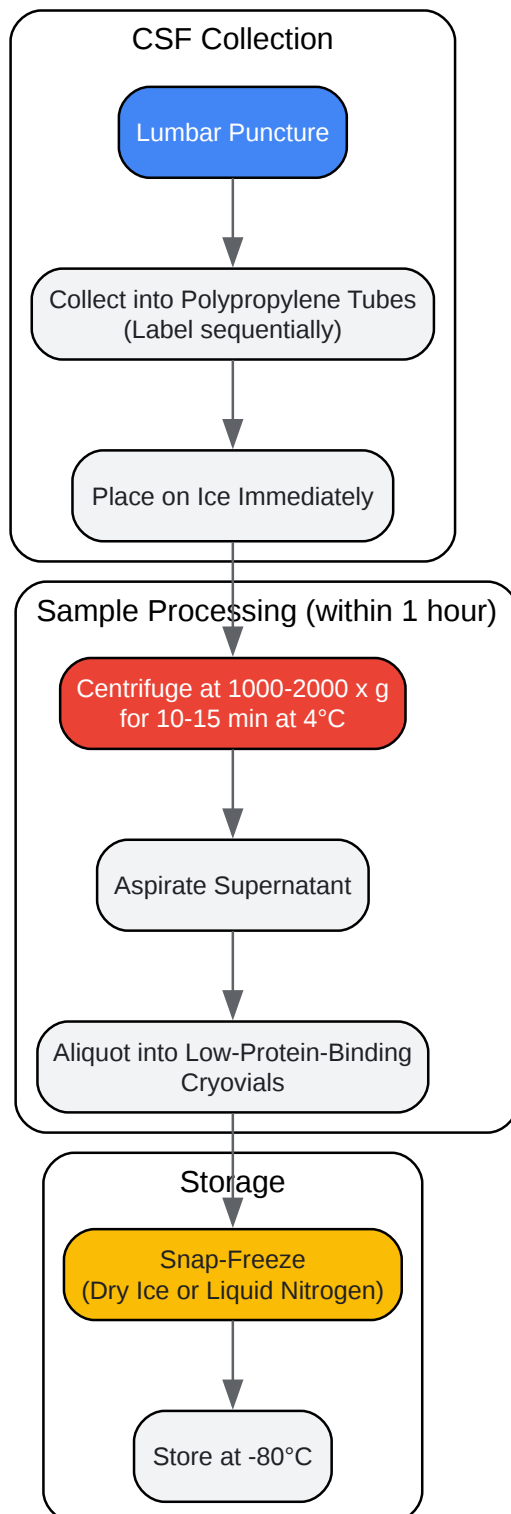 CSF Collection
Lumbar Puncture
Collect into Polypropylene Tubes
(Label sequentially)
Place on Ice Immediately
Sample Processing (within 1 hour)
Centrifuge at 1000-2000 x g
for 10-15 min at 4°C
Aspirate Supernatant
Aliquot into Low-Protein-Binding
Cryovials
Storage
Snap-Freeze
(Dry Ice or Liquid Nitrogen)
Store at -80°C